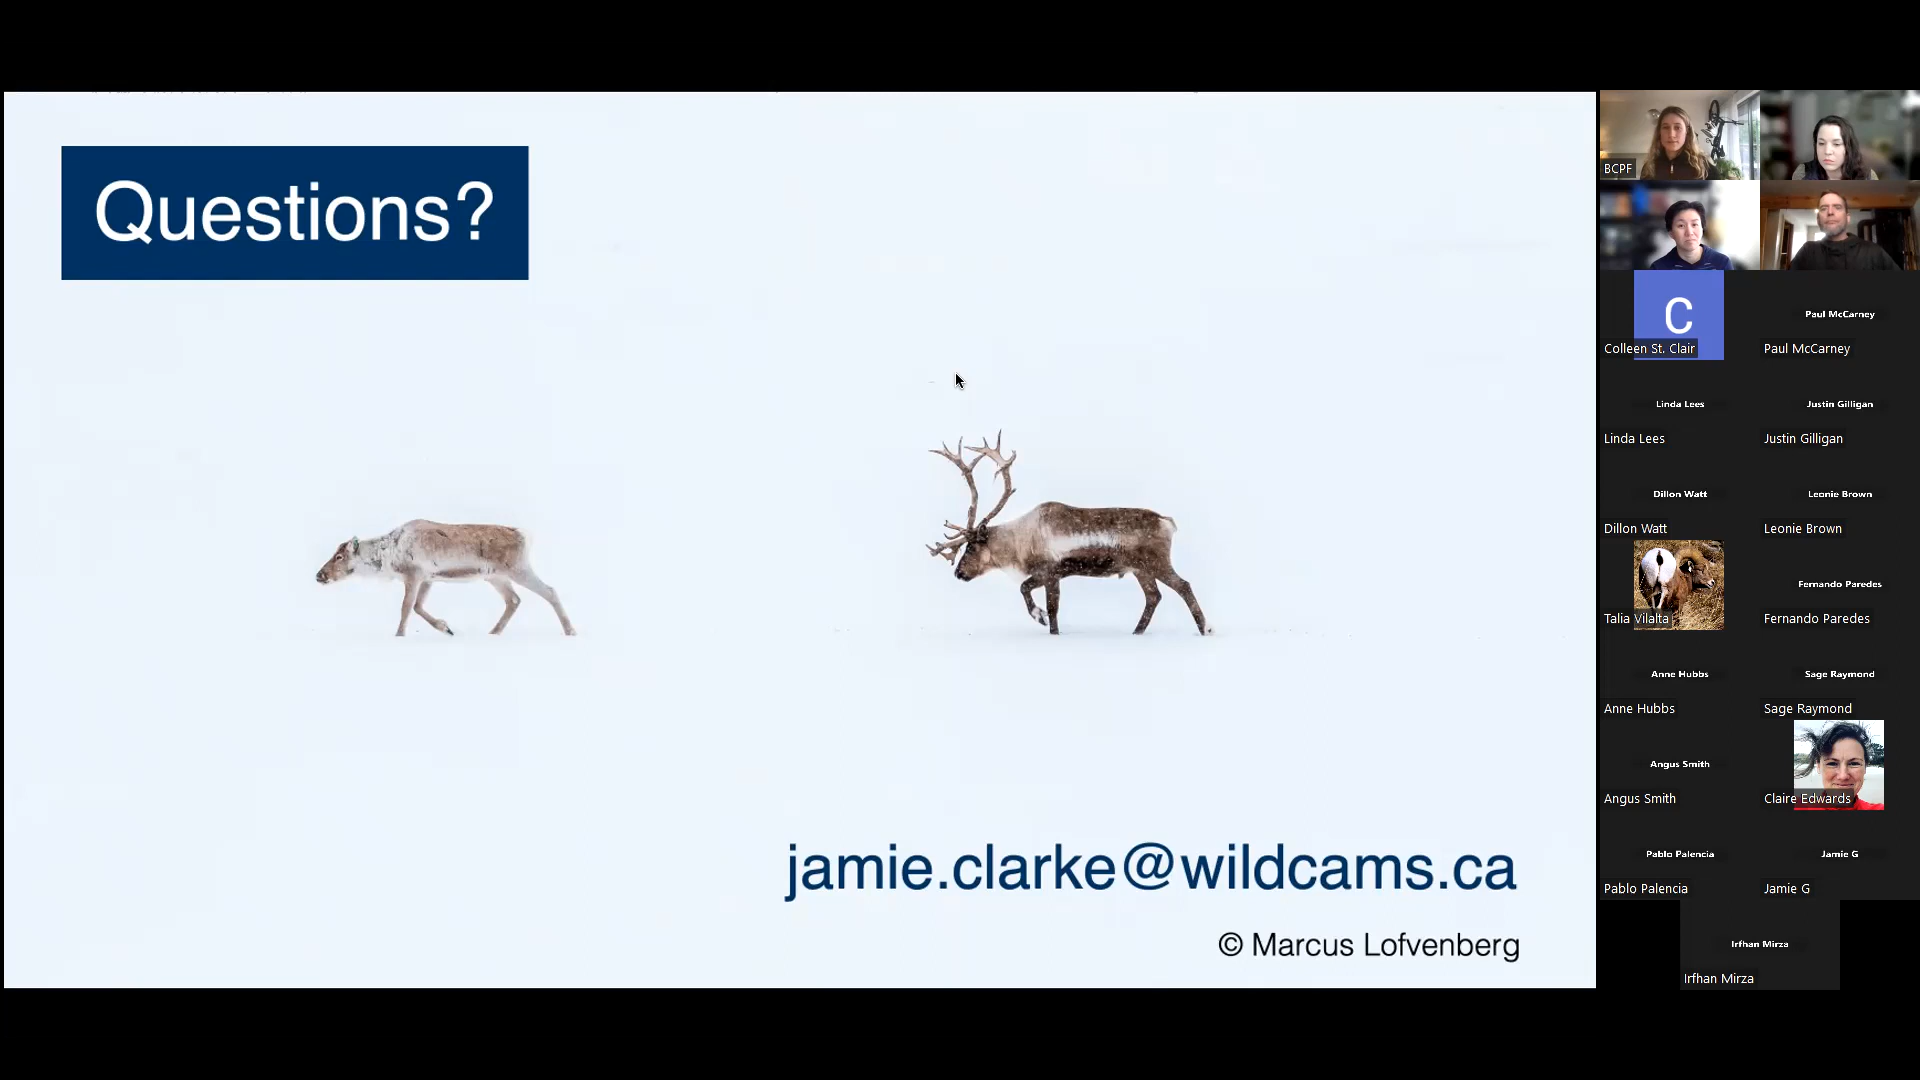 Questions?
jamie.clarke@wildcams.ca
© Marcus Lofvenberg
BCPF
C
Colleen St. Clair
Paul McCarney
Paul McCarney
Linda Lees
Linda Lees
Justin Gilligan
Justin Gilligan
Dillon Watt
Dillon Watt
Leonie Brown
Leonie Brown
Talia Vilalta
Fernando Paredes
Fernando Paredes
Anne Hubbs
Anne Hubbs
Sage Raymond
Sage Raymond
Angus Smith
Angus Smith
Claire Edwards
Pablo Palencia
Pablo Palencia
Jamie G
Jamie G
Irfhan Mirza
Irfhan Mirza